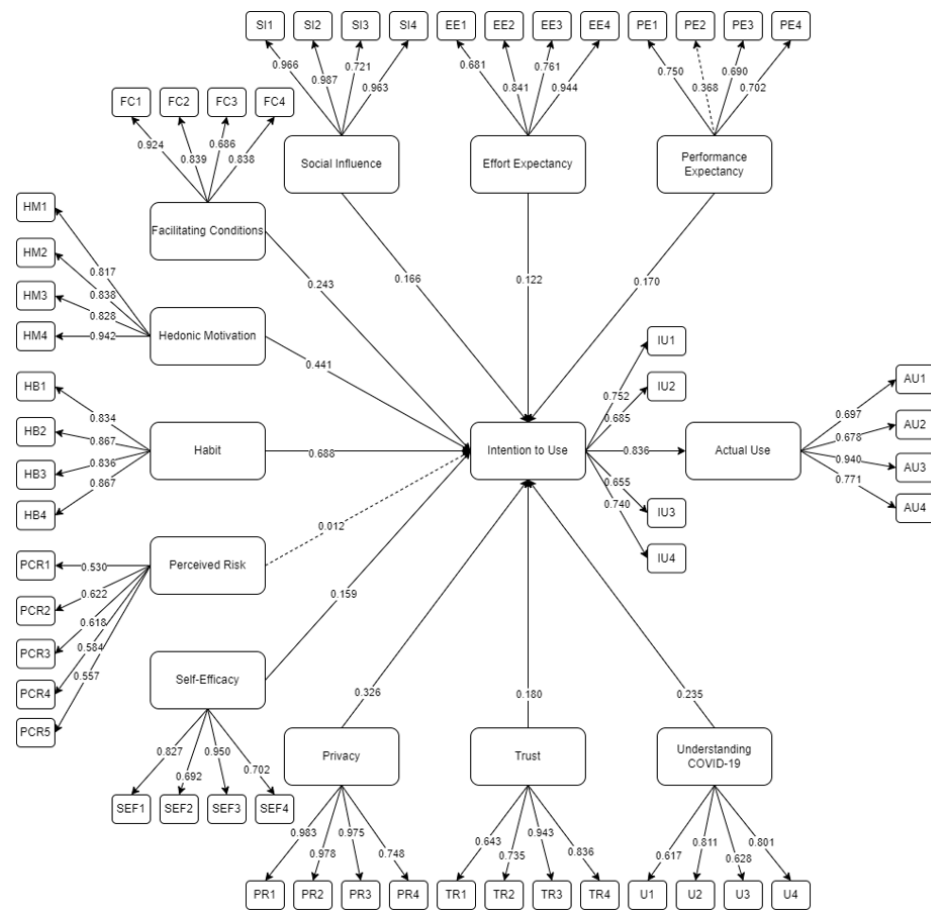 SI1
SI2
SI3
SI4
EE1
EE2
EE3
EE4
PE1
PE2
PE3
PE4
0.966
0.987
0.721
0.963
0.681
0.841
0.761
0.944
0.750
0.368
0.690
0.702
FC1
FC2
FC3
FC4
0.924
0.839
0.686
0.838
Social Influence
Effort Expectancy
Performance
Expectancy
HM1
HM2
HM3
HM4
0.817
0.838
0.828
0.942
Facilitating Conditions
0.243
0.166
0.122
0.170
Hedonic Motivation
0.441
HB1
HB2
HB3
HB4
0.834
0.867
0.836
0.867
Habit
0.688
Intention to Use
IU1
IU2
IU3
IU4
0.752
0.685
0.836
0.655
0.740
Actual Use
0.697
0.678
0.940
0.771
AU1
AU2
AU3
AU4
PCR1
PCR2
PCR3
PCR4
PCR5
0.530
0.622
0.618
0.584
0.557
Perceived Risk
0.012
Self-Efficacy
0.159
0.827
0.692
0.950
0.702
SEF1
SEF2
SEF3
SEF4
0.326
0.180
0.235
Privacy
Trust
Understanding
COVID-19
0.983
0.978
0.975
0.748
0.643
0.735
0.943
0.836
0.617
0.811
0.628
0.801
PR1
PR2
PR3
PR4
TR1
TR2
TR3
TR4
U1
U2
U3
U4